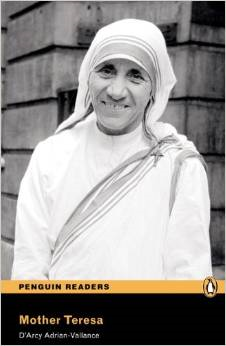 PENGUIN READERS
Mother Teresa
D'Arcy Adrian-Vallance